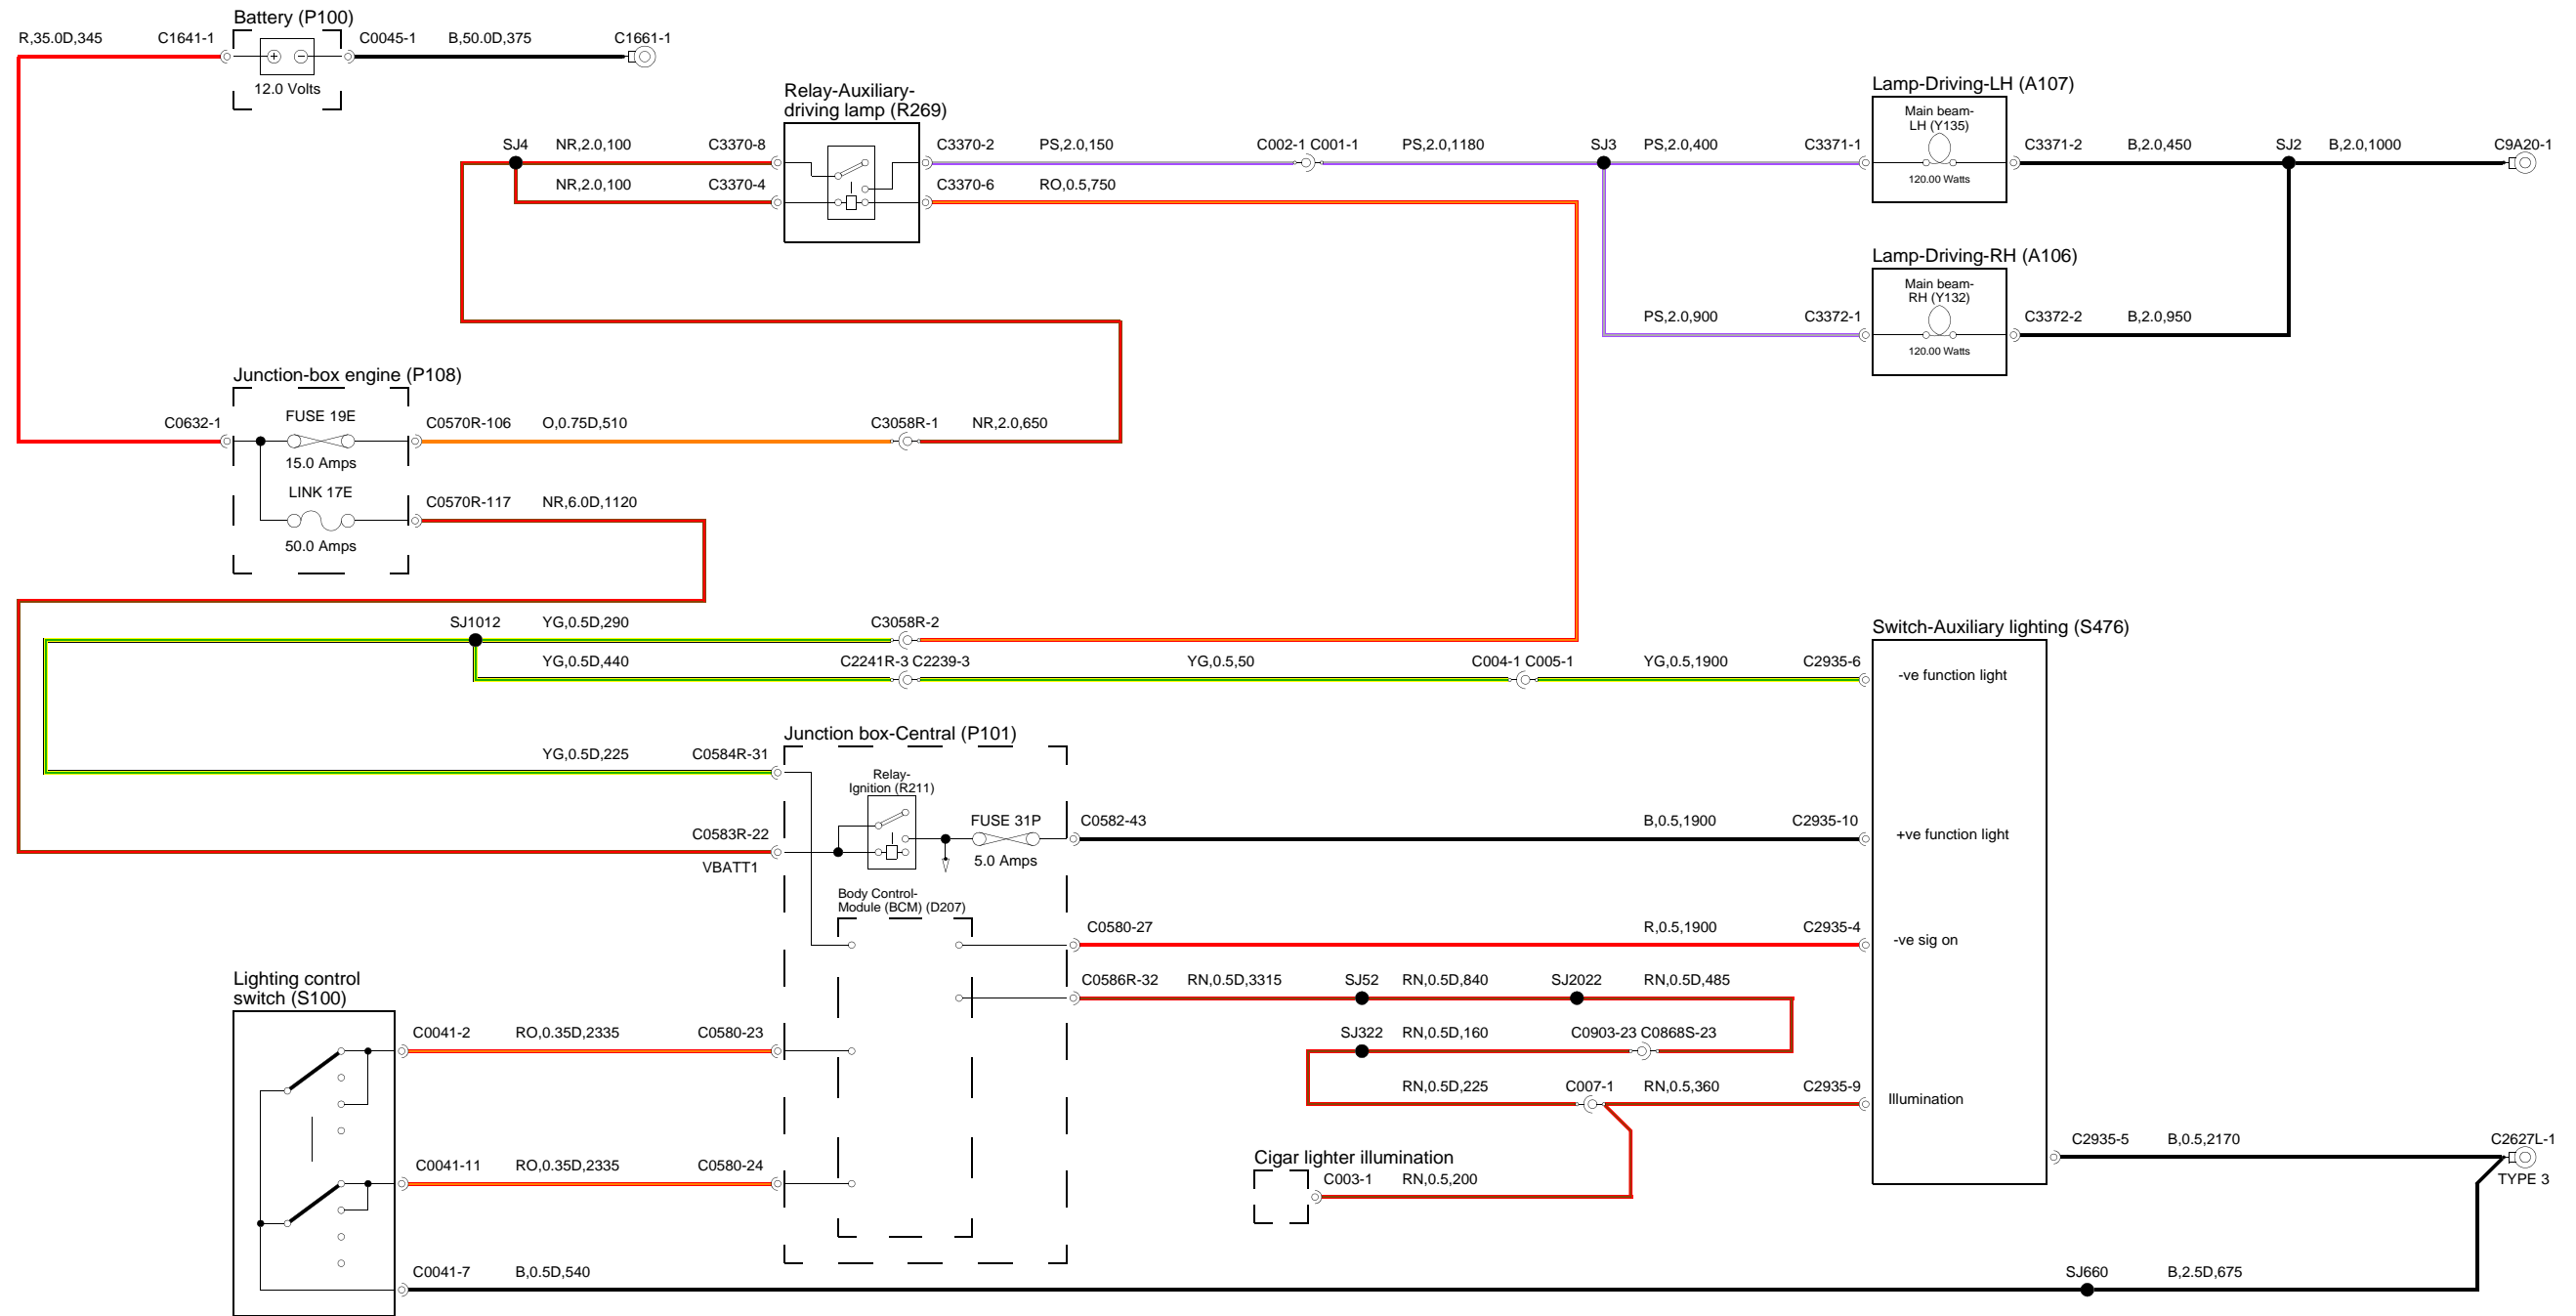 Battery (P100)
R,35.0D,345
C1641-1
C0045-1
B,50.0D,375
C1661-1
12.0 Volts
Relay-Auxiliary-
driving lamp (R269)
SJ4
NR,2.0,100
C3370-8
C3370-2
PS,2.0,150
C002-1 C001-1
PS,2.0,1180
SJ3
PS,2.0,400
C3371-1
NR,2.0,100
C3370-4
C3370-6
RO,0.5,750
Lamp-Driving-LH (A107)
Main beam-
LH (Y135)
120.00 Watts
C3371-2
B,2.0,450
SJ2
B,2.0,1000
C9A20-1
Lamp-Driving-RH (A106)
Main beam-
RH (Y132)
120.00 Watts
PS,2.0,900
C3372-1
C3372-2
B,2.0,950
Junction-box engine (P108)
C0632-1
FUSE 19E
15.0 Amps
C0570R-106
O,0.75D,510
C3058R-1
NR,2.0,650
LINK 17E
50.0 Amps
C0570R-117
NR,6.0D,1120
SJ1012
YG,0.5D,290
C3058R-2
YG,0.5D,440
C2241R-3 C2239-3
YG,0.5,50
C004-1 C005-1
YG,0.5,1900
C2935-6
Switch-Auxiliary lighting (S476)
-ve function light
YG,0.5D,225
C0584R-31
Junction box-Central (P101)
Relay-
Ignition (R211)
C0583R-22
VBATT1
FUSE 31P
5.0 Amps
C0582-43
B,0.5,1900
C2935-10
+ve function light
Body Control-
Module (BCM) (D207)
C0580-27
R,0.5,1900
C2935-4
-ve sig on
C0586R-32
RN,0.5D,3315
SJ52
RN,0.5D,840
SJ2022
RN,0.5D,485
SJ322
RN,0.5D,160
C0903-23 C0868S-23
RN,0.5D,225
C007-1
RN,0.5,360
C2935-9
Illumination
Lighting control
switch (S100)
C0041-2
RO,0.35D,2335
C0580-23
C0041-11
RO,0.35D,2335
C0580-24
Cigar lighter illumination
C003-1
RN,0.5,200
C2935-5
B,0.5,2170
C2627L-1
TYPE 3
C0041-7
B,0.5D,540
SJ660
B,2.5D,675